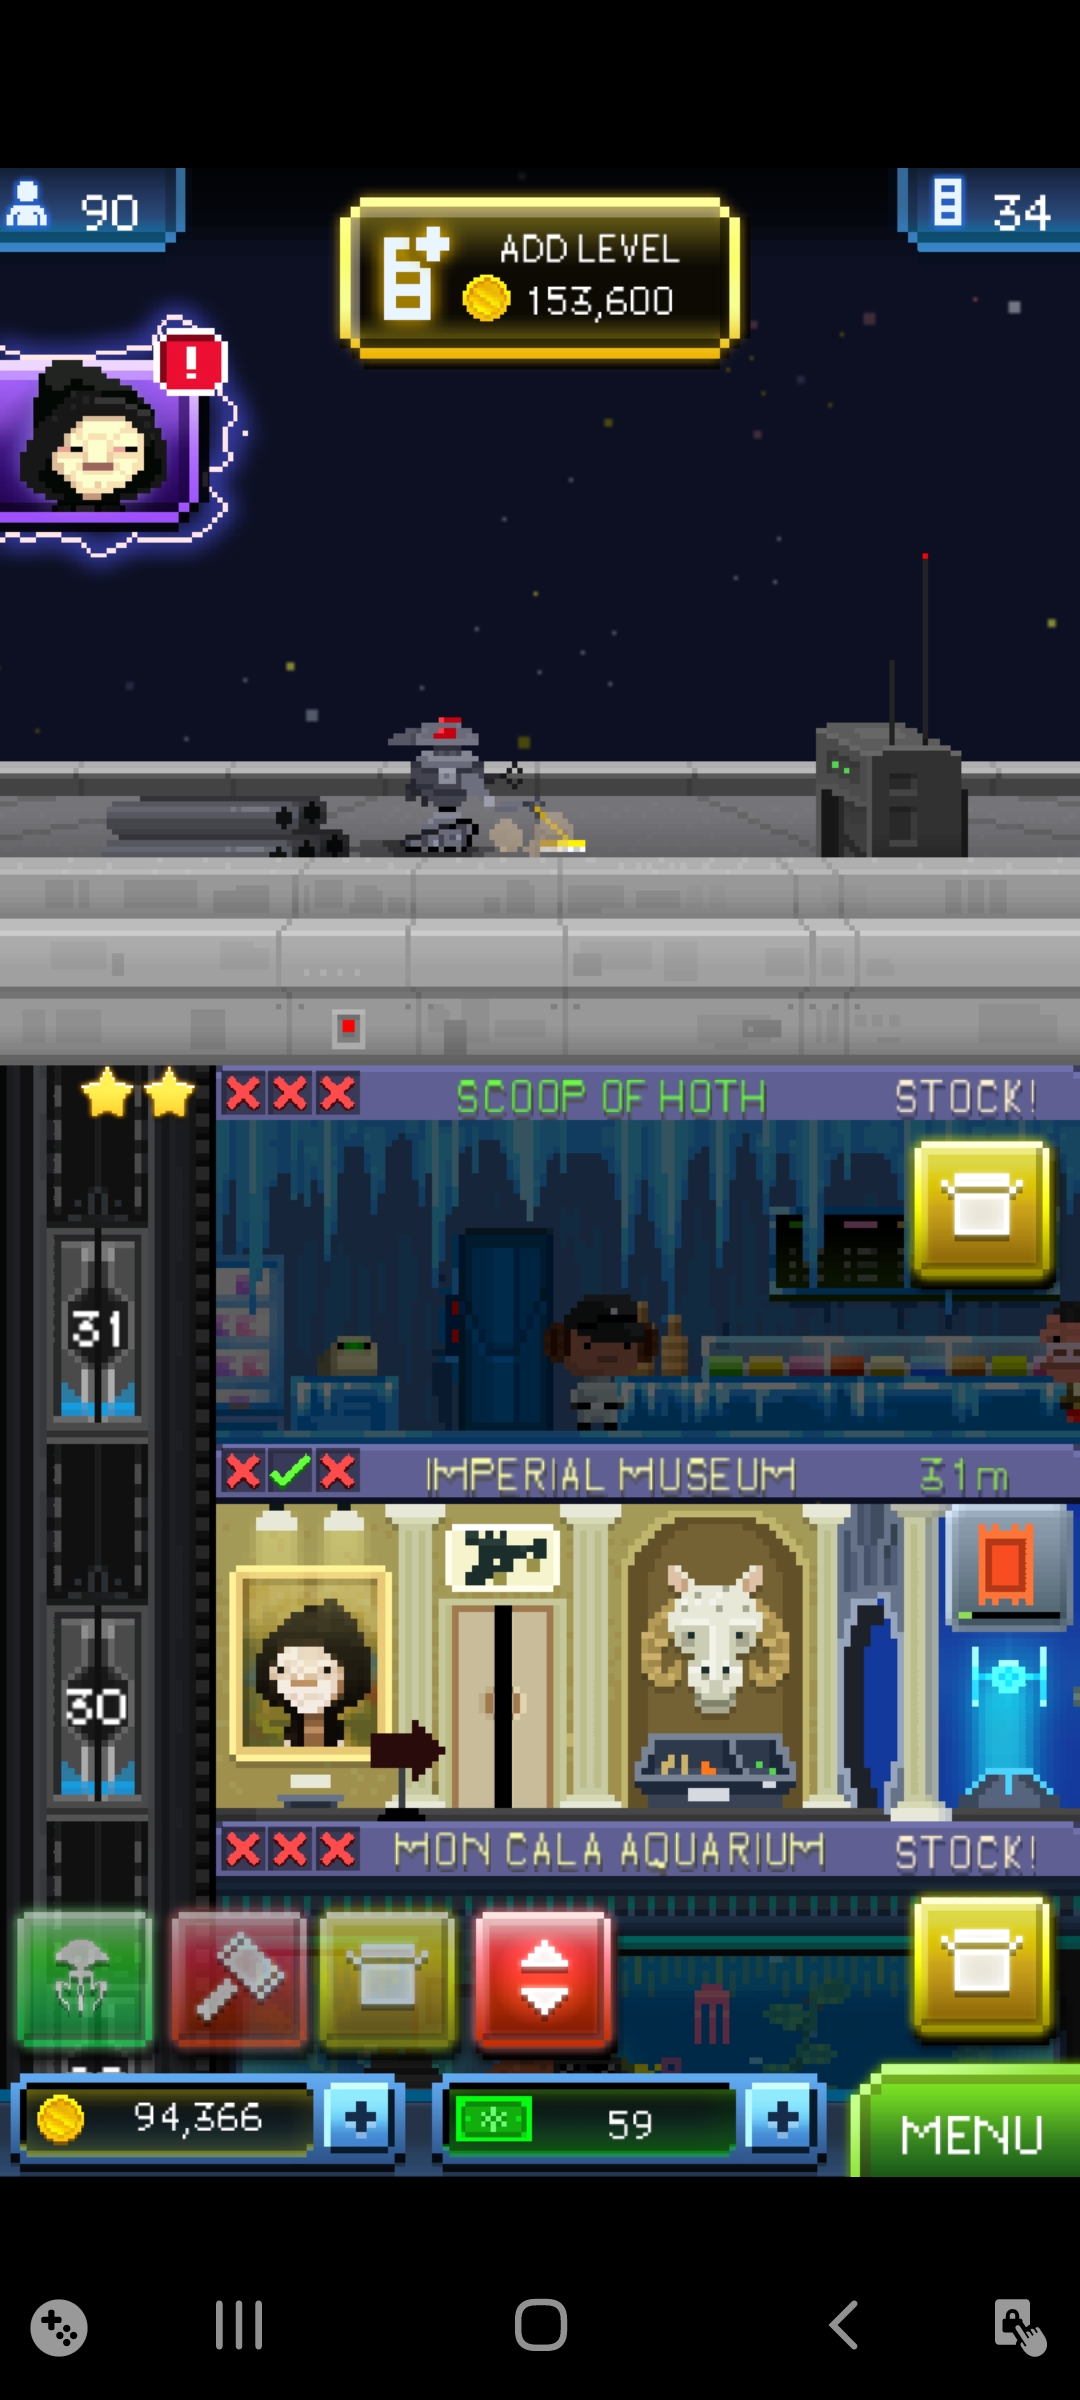 90
ADD LEVEL
153,600
34
!
SCOOP OF HOTH
STOCK!
31
IMPERIAL MUSEUM
31m
30
MON CALA AQUARIUM
STOCK!
94,366
59
MENU